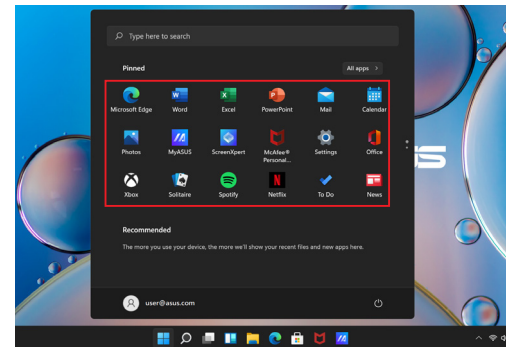 Type here to search
Pinned
All apps >
Microsoft Edge
Word
Excel
PowerPoint
Mail
Calendar
Photos
MyASUS
ScreenXpert
McAfee®
Personal...
Settings
Office
Xbox
Solitaire
Spotify
Netflix
To Do
News
Recommended
The more you use your device, the more we'll show your recent files and new apps here.
user@asus.com